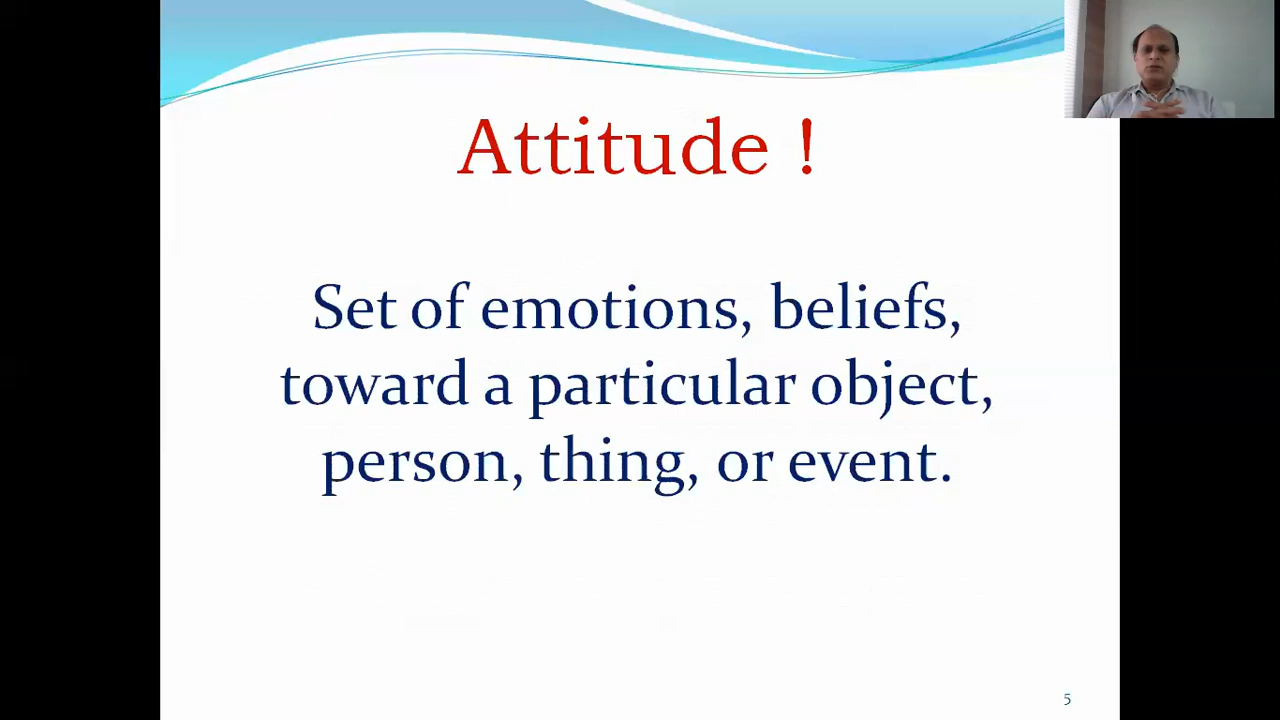 Attitude !
Set of emotions, beliefs,
toward a particular object,
person, thing, or event.
5